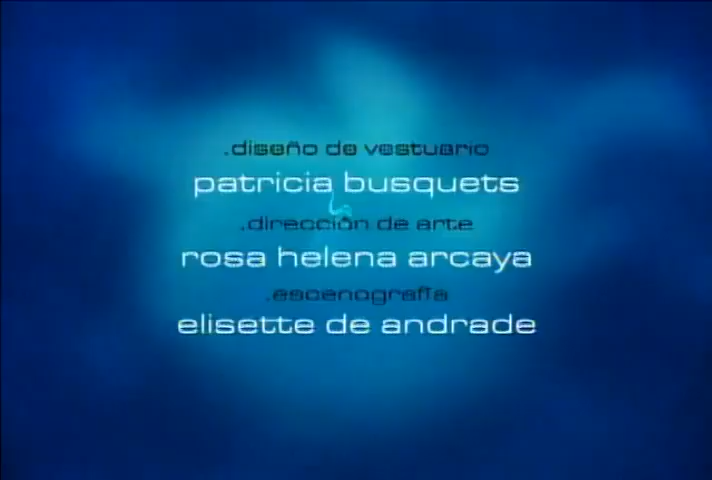 .diseño de vestuario
patricia busquets
.dirección de arte
rosa helena arcaya
.escenografía
elisette de andrade